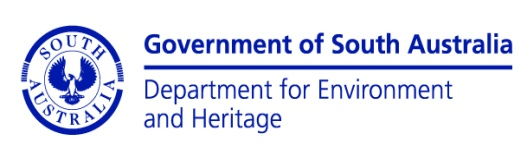 SOUTH
AUSTRALIA
Government of South Australia
Department for Environment
and Heritage